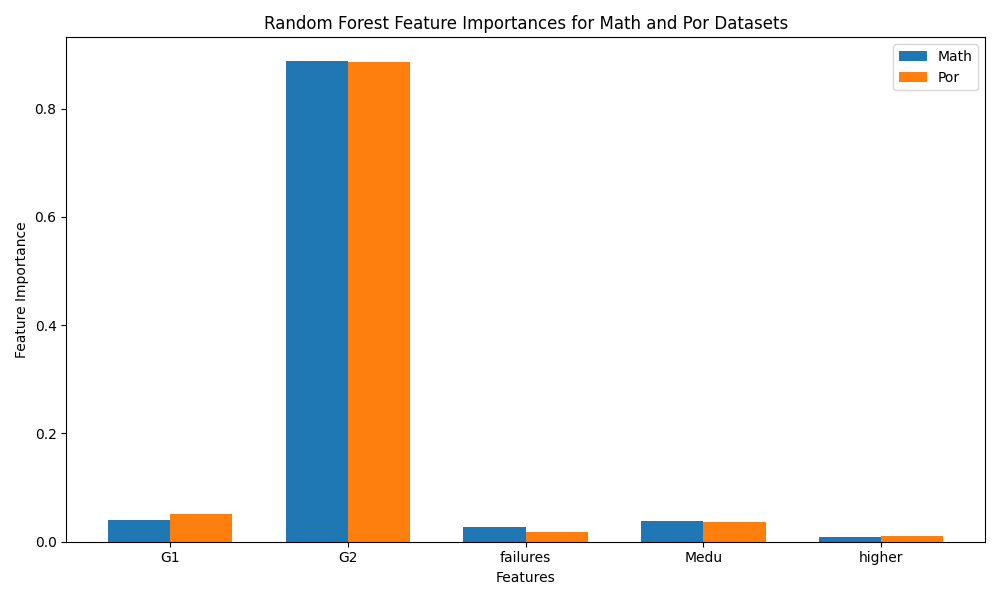 Random Forest Feature Importances for Math and Por Datasets
Math
Por
Feature Importance
0.8
0.6
0.4
0.2
0.0
G1 G2 failures Medu higher
Features